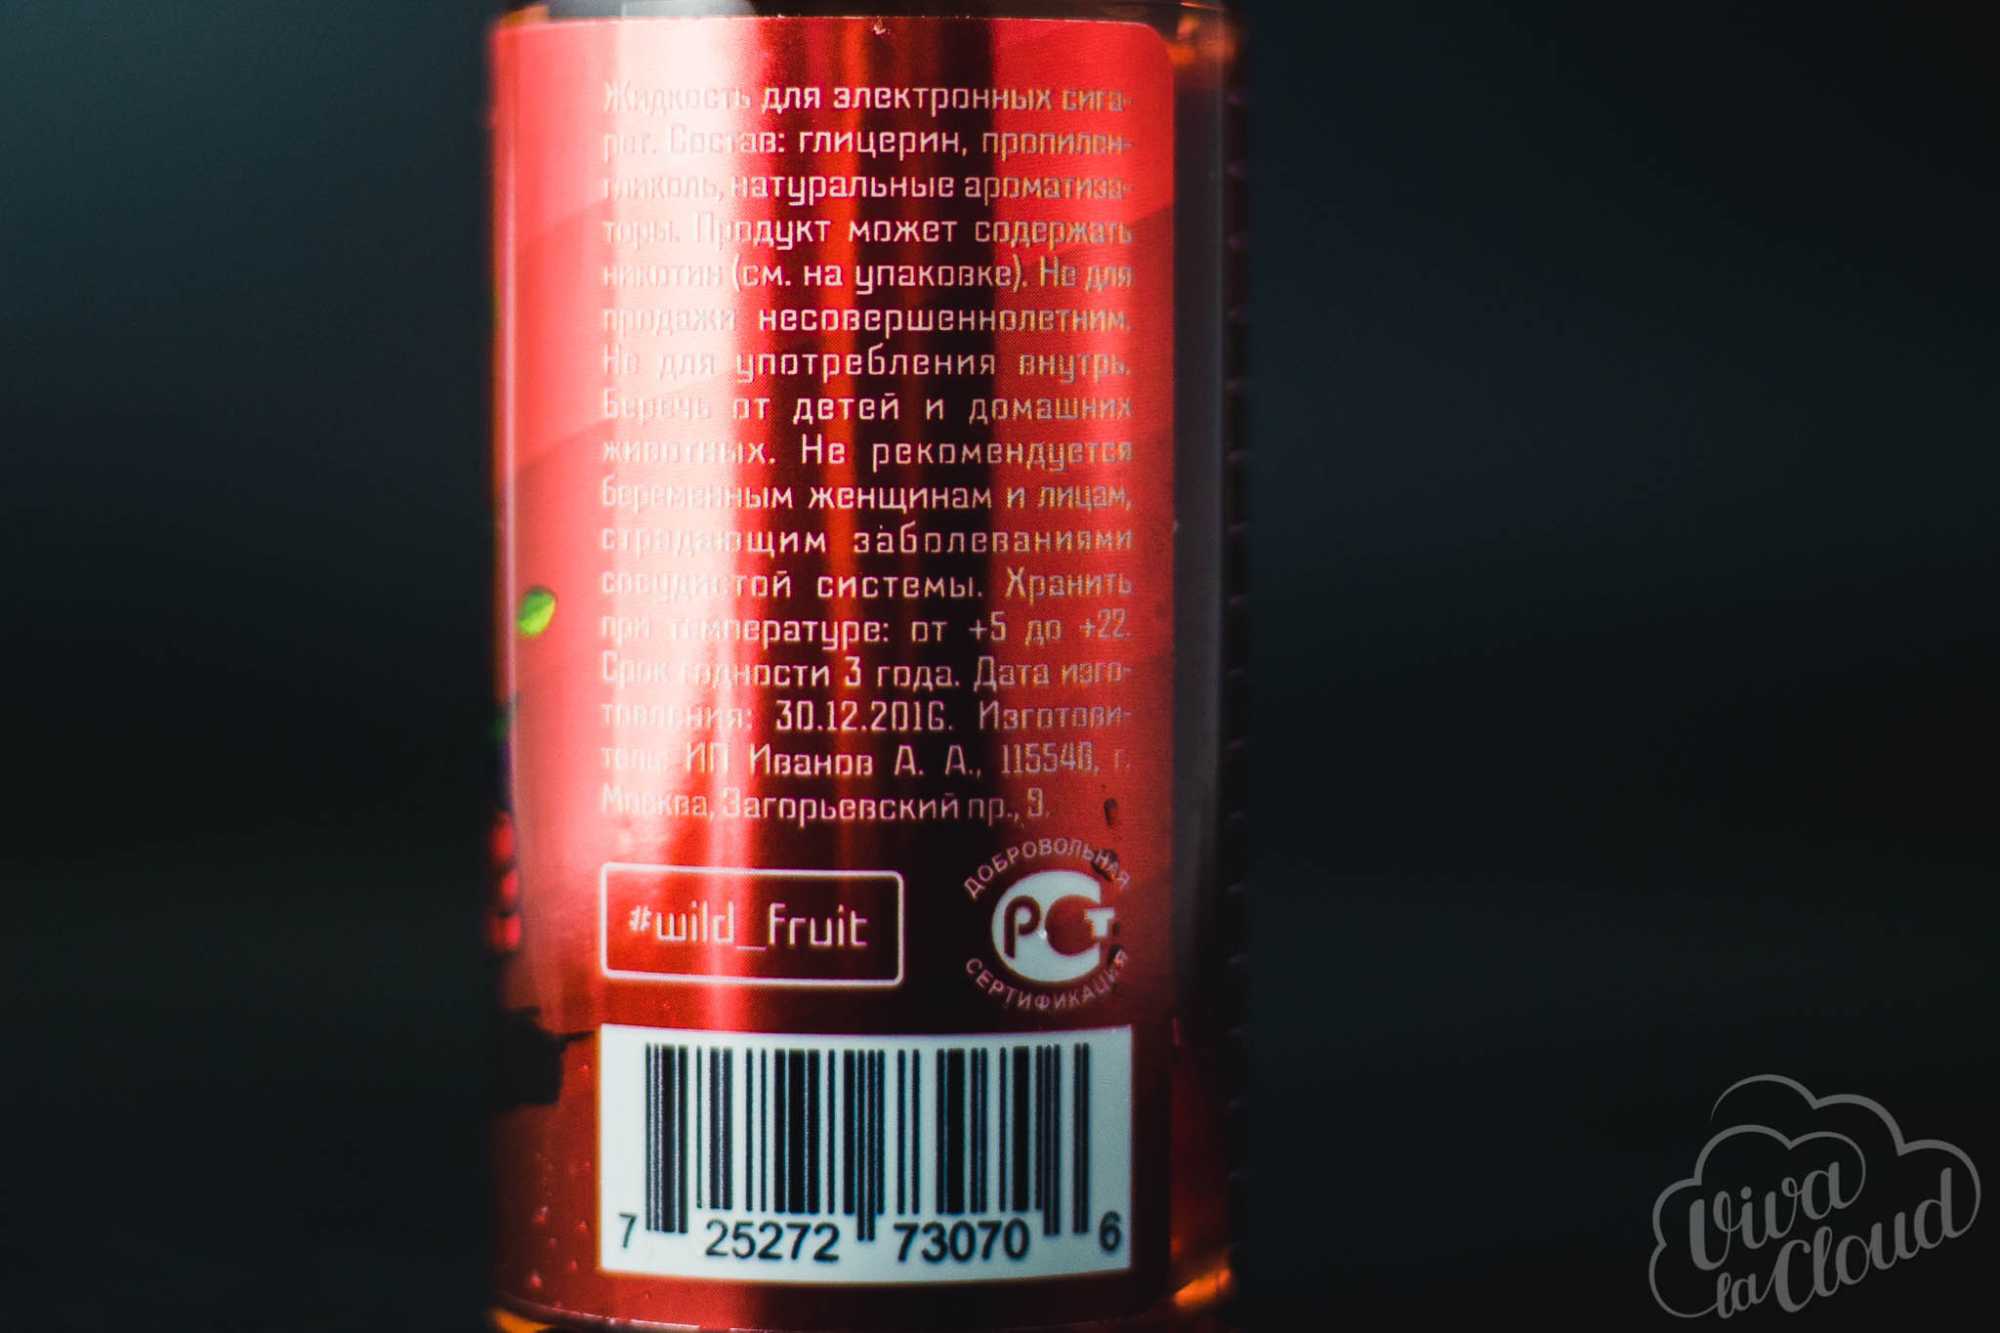 Жидкость для электронных сига-
рет. Состав: глицерин, пропилен-
гликоль, натуральные ароматиза-
торы. Продукт может содержать
никотин (см. на упаковке). Не для
продажи несовершеннолетним.
Не для употребления внутрь.
Беречь от детей и домашних
животных. Не рекомендуется
беременным женщинам и лицам,
страдающим заболеваниями
сосудистой системы. Хранить
при температуре: от +5 до +22.
Срок годности 3 года. Дата изго-
товления: 30.12.2016. Изготови-
тель: ИП Иванов А. А., 115540, г.
Москва, Загорьевский пр., 9.
#wild_fruit
ДОБРОВОЛЬНАЯ
РСТ
СЕРТИФИКАЦИЯ
7 25272 73070 6
Viva
la Cloud